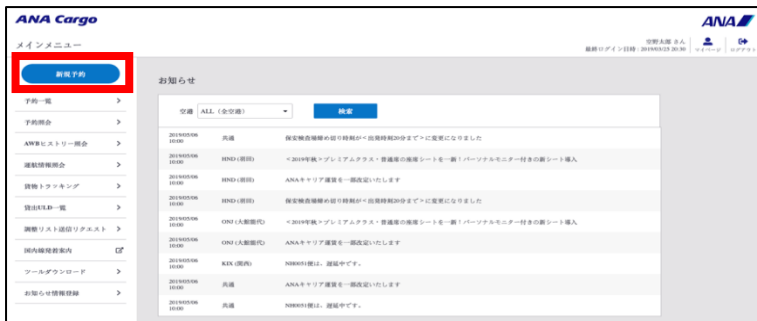 ANA Cargo
ANA
メインメニュー
空野太郎 さん
最終ログイン日時 : 2019/03/25 20:30
マイページ
ログアウト
新規予約
お知らせ
予約一覧
予約照会
AWBヒストリー照会
運航情報照会
貨物トラッキング
貸出ULD一覧
調整リスト送信リクエスト
国内線発着案内
ツールダウンロード
お知らせ情報登録
空港 ALL（全空港） 検索
2019/05/06 10:00 共通 保安検査場締め切り時刻が＜出発時刻20分まで＞に変更になりました
2019/05/06 10:00 HND (羽田) ＜2019年秋＞プレミアムクラス・普通席の座席シートを一新！パーソナルモニター付きの新シート導入
2019/05/06 10:00 HND (羽田) ANAキャリア運賃を一部改定いたします
2019/05/06 10:00 HND (羽田) 保安検査場締め切り時刻が＜出発時刻20分まで＞に変更になりました
2019/05/06 10:00 ONJ (大館能代) ＜2019年秋＞プレミアムクラス・普通席の座席シートを一新！パーソナルモニター付きの新シート導入
2019/05/06 10:00 ONJ (大館能代) ANAキャリア運賃を一部改定いたします
2019/05/06 10:00 KIX (関西) NH0051便は、遅延中です。
2019/05/06 10:00 共通 ANAキャリア運賃を一部改定いたします
2019/05/06 10:00 共通 NH0051便は、遅延中です。